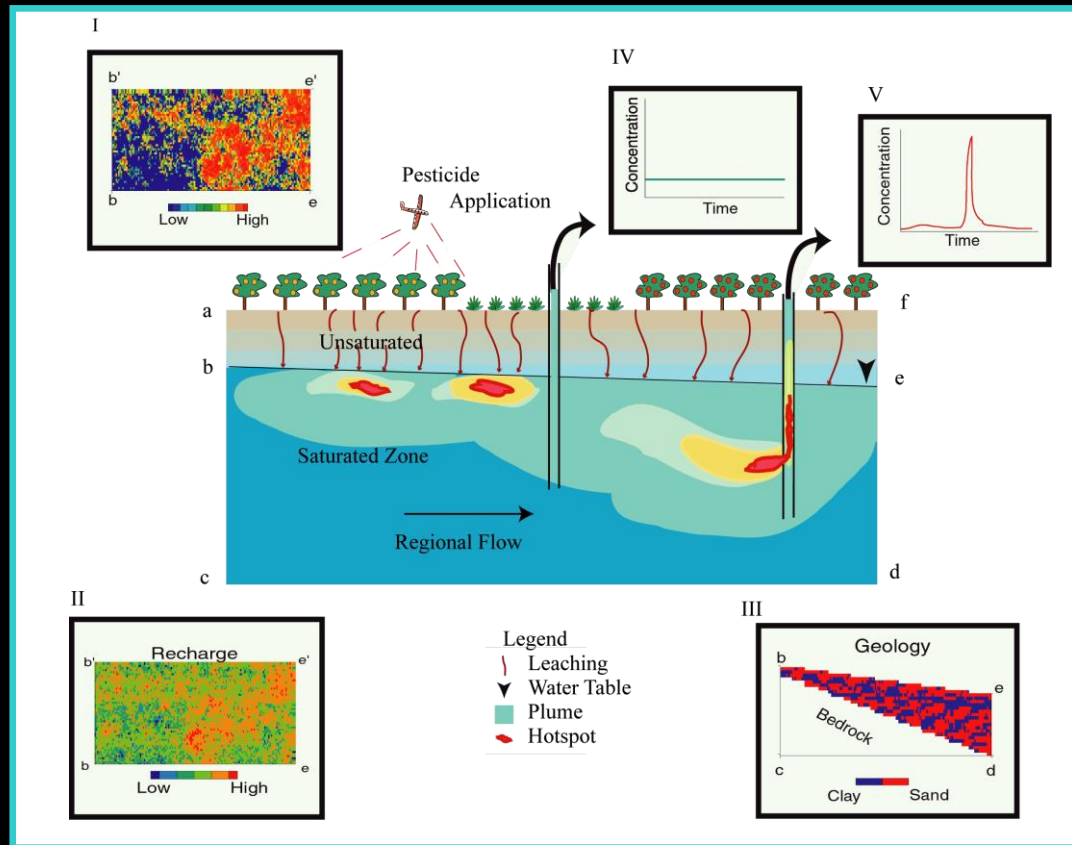 I
b'
e'
b
e
Low
High
Pesticide
Application
IV
Concentration
Time
V
Concentration
Time
a
f
Unsaturated
b
e
Saturated Zone
Regional Flow
c
d
II
Recharge
b'
e'
b
e
Low
High
Legend
Leaching
Water Table
Plume
Hotspot
III
Geology
b
e
Bedrock
c
d
Clay
Sand